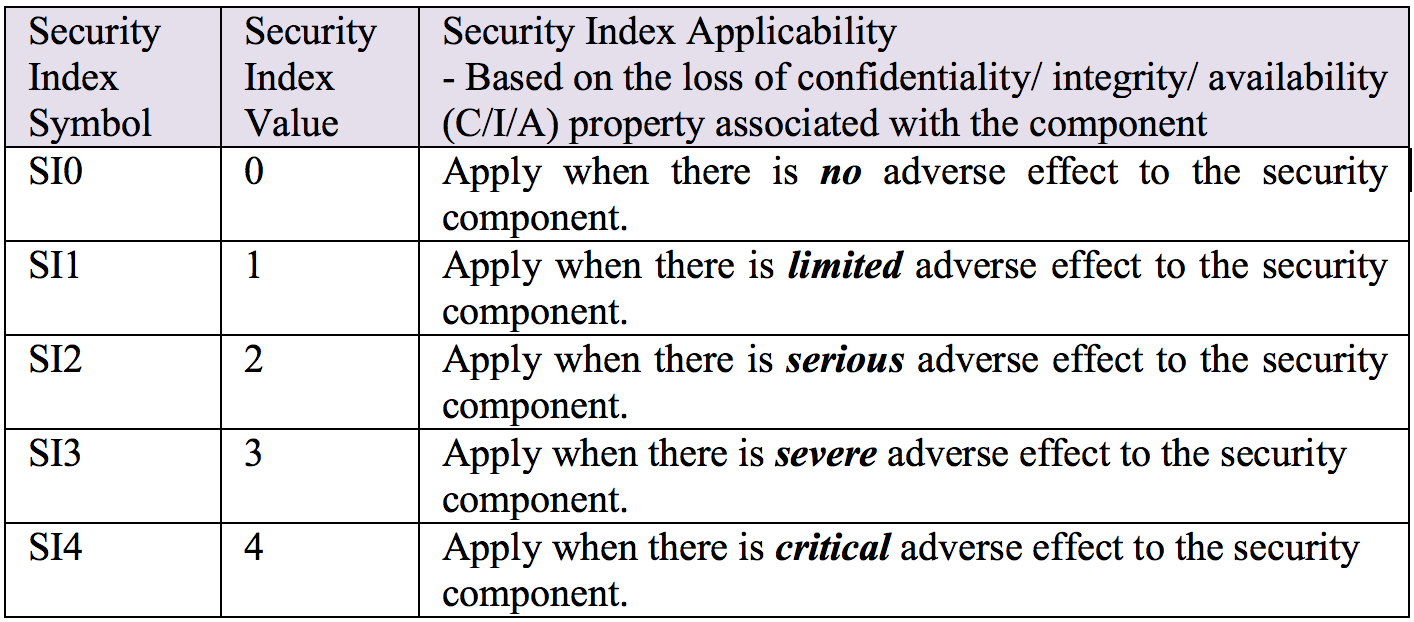 Security Index Symbol
Security Index Value
Security Index Applicability
- Based on the loss of confidentiality/ integrity/ availability
(C/I/A) property associated with the component
SI0
0
Apply when there is no adverse effect to the security
component.
SI1
1
Apply when there is limited adverse effect to the security
component.
SI2
2
Apply when there is serious adverse effect to the security
component.
SI3
3
Apply when there is severe adverse effect to the security
component.
SI4
4
Apply when there is critical adverse effect to the security
component.